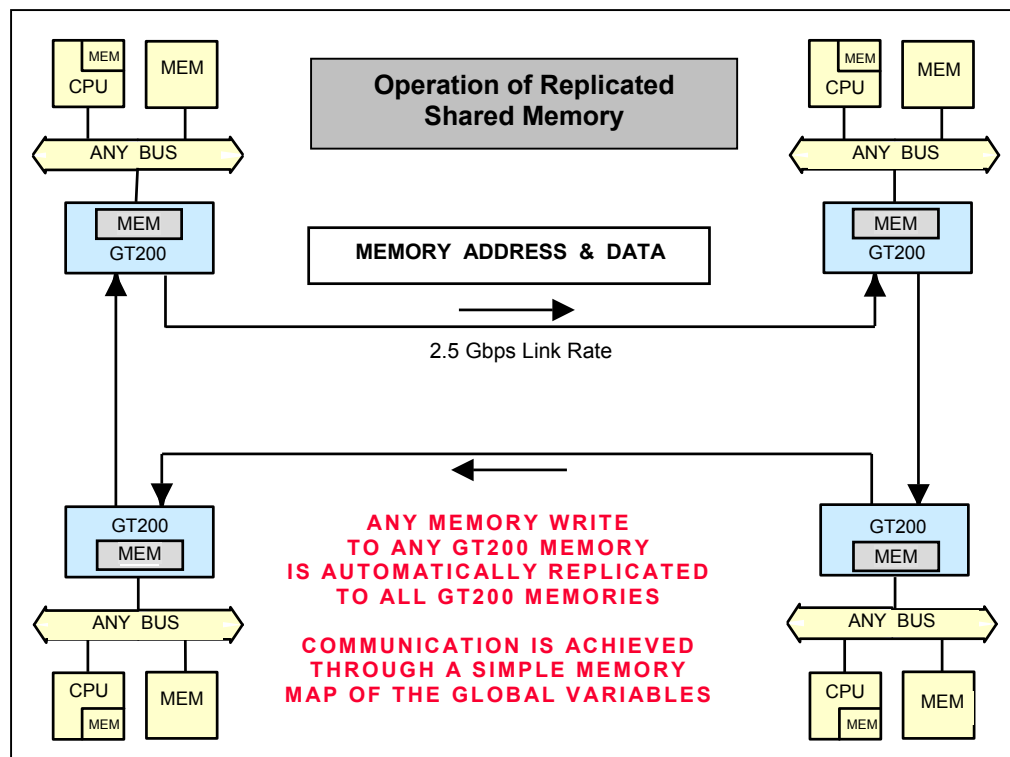 MEM
CPU
MEM
ANY BUS
MEM
GT200
Operation of Replicated
Shared Memory
MEM
CPU
MEM
ANY BUS
MEM
GT200
MEMORY ADDRESS & DATA
2.5 Gbps Link Rate
GT200
MEM
ANY BUS
CPU
MEM
MEM
ANY MEMORY WRITE
TO ANY GT200 MEMORY
IS AUTOMATICALLY REPLICATED
TO ALL GT200 MEMORIES
COMMUNICATION IS ACHIEVED
THROUGH A SIMPLE MEMORY
MAP OF THE GLOBAL VARIABLES
GT200
MEM
ANY BUS
CPU
MEM
MEM